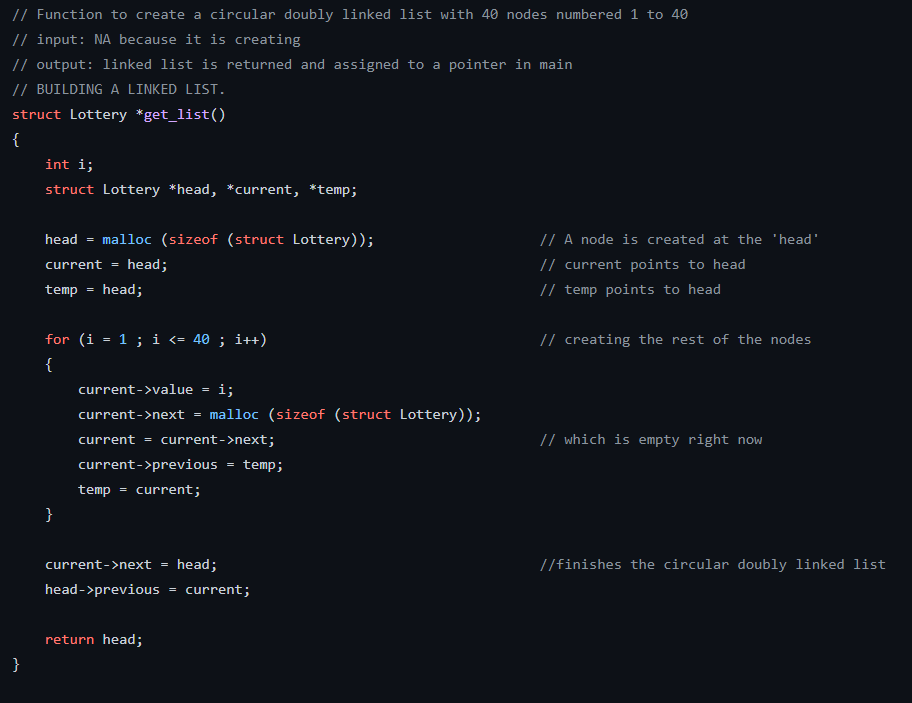 // Function to create a circular doubly linked list with 40 nodes numbered 1 to 40
// input: NA because it is creating
// output: linked list is returned and assigned to a pointer in main
// BUILDING A LINKED LIST.
struct Lottery *get_list()
{
    int i;
    struct Lottery *head, *current, *temp;

    head = malloc (sizeof (struct Lottery));                    // A node is created at the 'head'
    current = head;                                             // current points to head
    temp = head;                                                // temp points to head

    for (i = 1 ; i <= 40 ; i++)                                 // creating the rest of the nodes
    {
        current->value = i;
        current->next = malloc (sizeof (struct Lottery));
        current = current->next;                                // which is empty right now
        current->previous = temp;
        temp = current;
    }

    current->next = head;                                       //finishes the circular doubly linked list
    head->previous = current;

    return head;
}